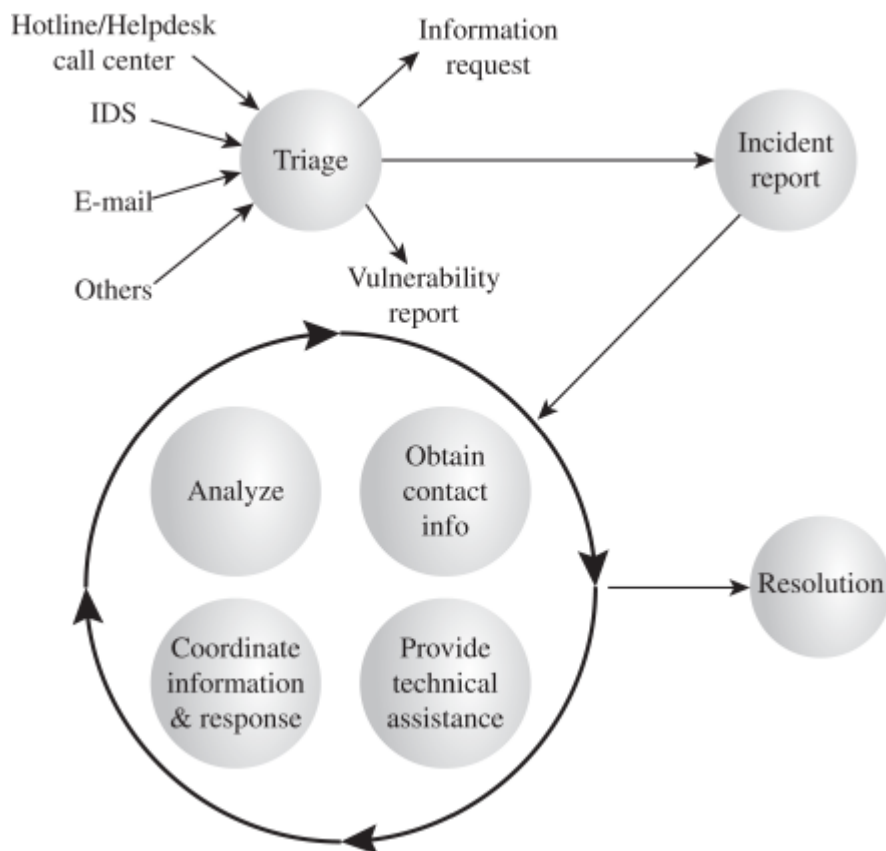 Hotline/Helpdesk
call center
Information
request
IDS
Triage
Incident
report
E-mail
Others
Vulnerability
report
Analyze
Obtain
contact
info
Resolution
Coordinate
information
& response
Provide
technical
assistance